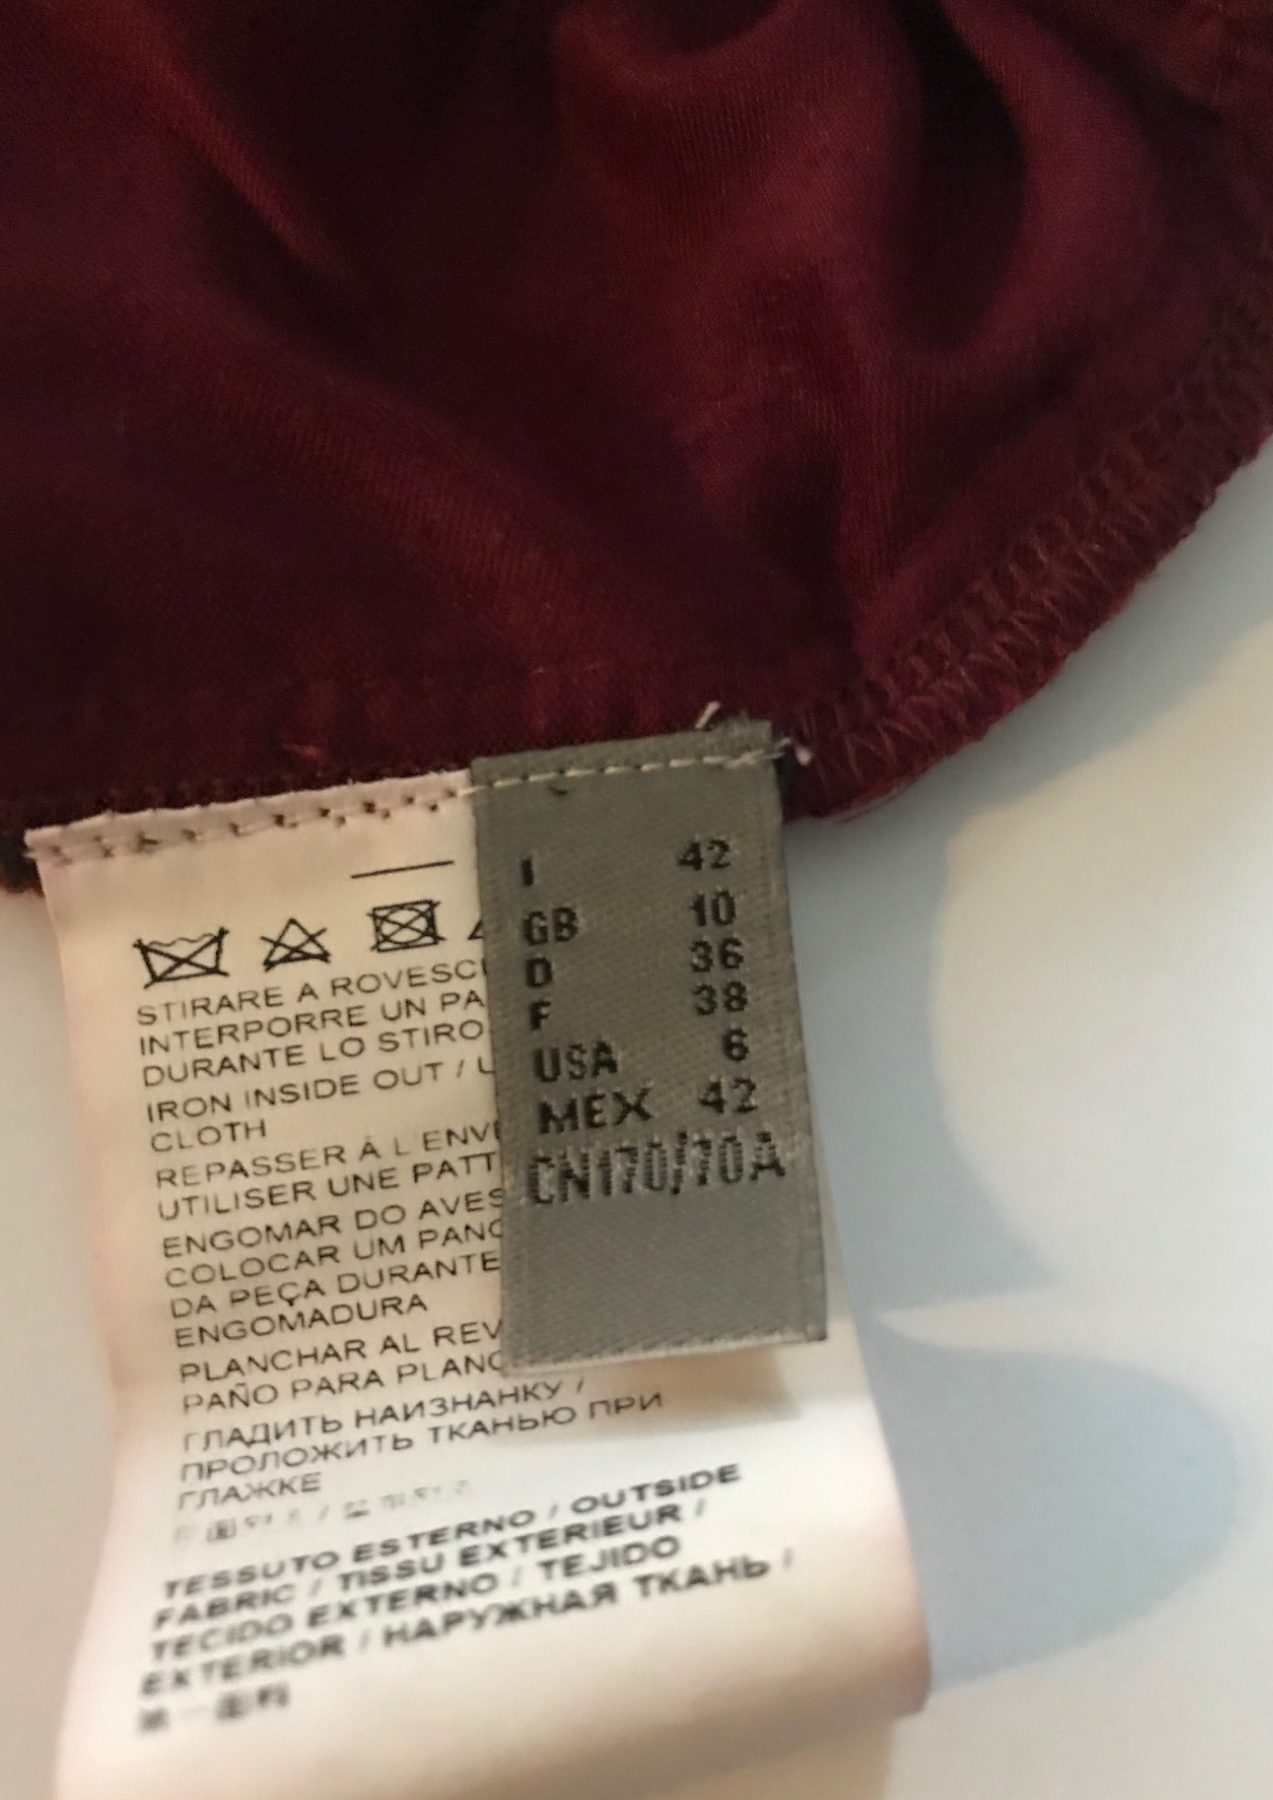 I 42
GB 10
D 36
F 38
USA 6
MEX 42
CN170/70A
STIRARE A ROVESCI
INTERPORRE UN PA
DURANTE LO STIRO
IRON INSIDE OUT / U
CLOTH
REPASSER À L'ENVE
UTILISER UNE PATT
ENGOMAR DO AVES
COLOCAR UM PANO
DA PEÇA DURANTE
ENGOMADURA
PLANCHAR AL REV
PAÑO PARA PLANC
ГЛАДИТЬ НАИЗНАНКУ /
ПРОЛОЖИТЬ ТКАНЬЮ ПРИ
ГЛАЖКЕ
TESSUTO ESTERNO / OUTSIDE
FABRIC / TISSU EXTERIEUR /
TECIDO EXTERNO / TEJIDO
EXTERIOR / НАРУЖНАЯ ТКАНЬ /